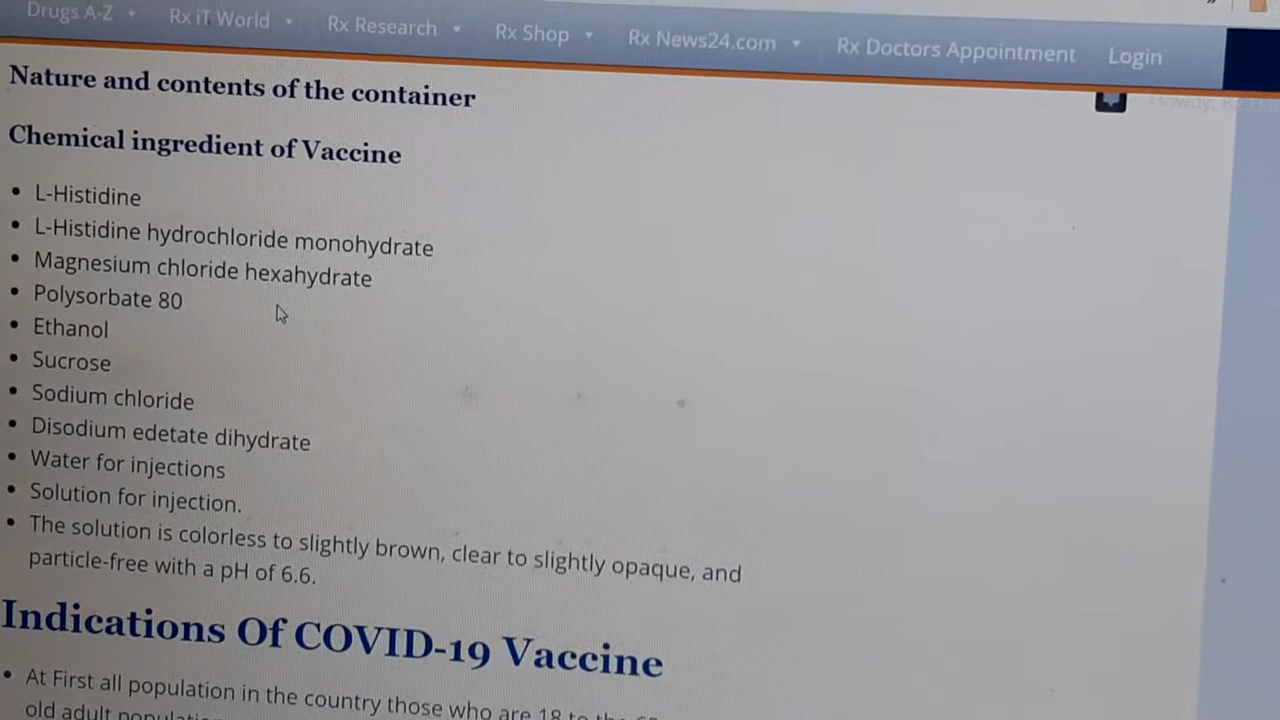 Drugs A-Z Rx iT World Rx Research Rx Shop Rx News24.com Rx Doctors Appointment Login
Howdy,
Nature and contents of the container
Chemical ingredient of Vaccine
L-Histidine
L-Histidine hydrochloride monohydrate
Magnesium chloride hexahydrate
Polysorbate 80
Ethanol
Sucrose
Sodium chloride
Disodium edetate dihydrate
Water for injections
Solution for injection.
The solution is colorless to slightly brown, clear to slightly opaque, and
particle-free with a pH of 6.6.
Indications Of COVID-19 Vaccine
At First all population in the country those who are 18 to the
old adult